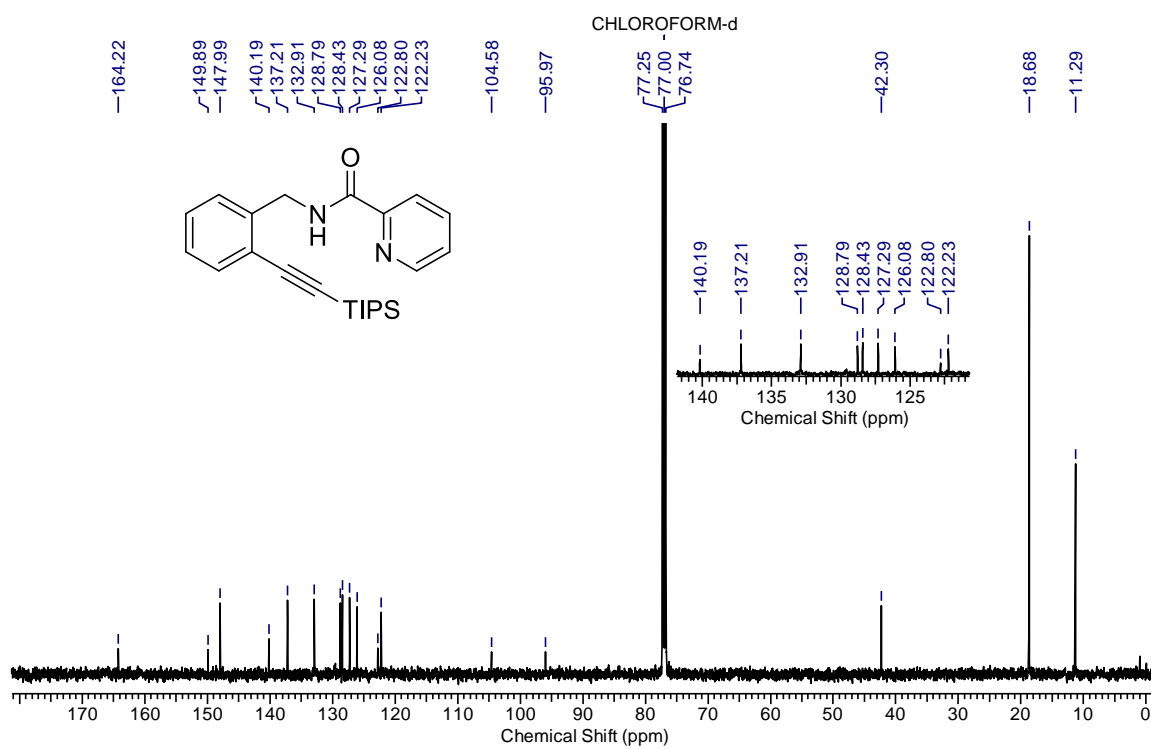 CHLOROFORM-d
164.22
149.89
147.99
140.19
137.21
132.91
128.79
128.43
127.29
126.08
122.80
122.23
104.58
95.97
77.25
77.00
76.74
42.30
18.68
11.29
O
N
H
N
TIPS
140.19
137.21
132.91
128.79
128.43
127.29
126.08
122.80
122.23
140 135 130 125
Chemical Shift (ppm)
170 160 150 140 130 120 110 100 90 80 70 60 50 40 30 20 10 0
Chemical Shift (ppm)